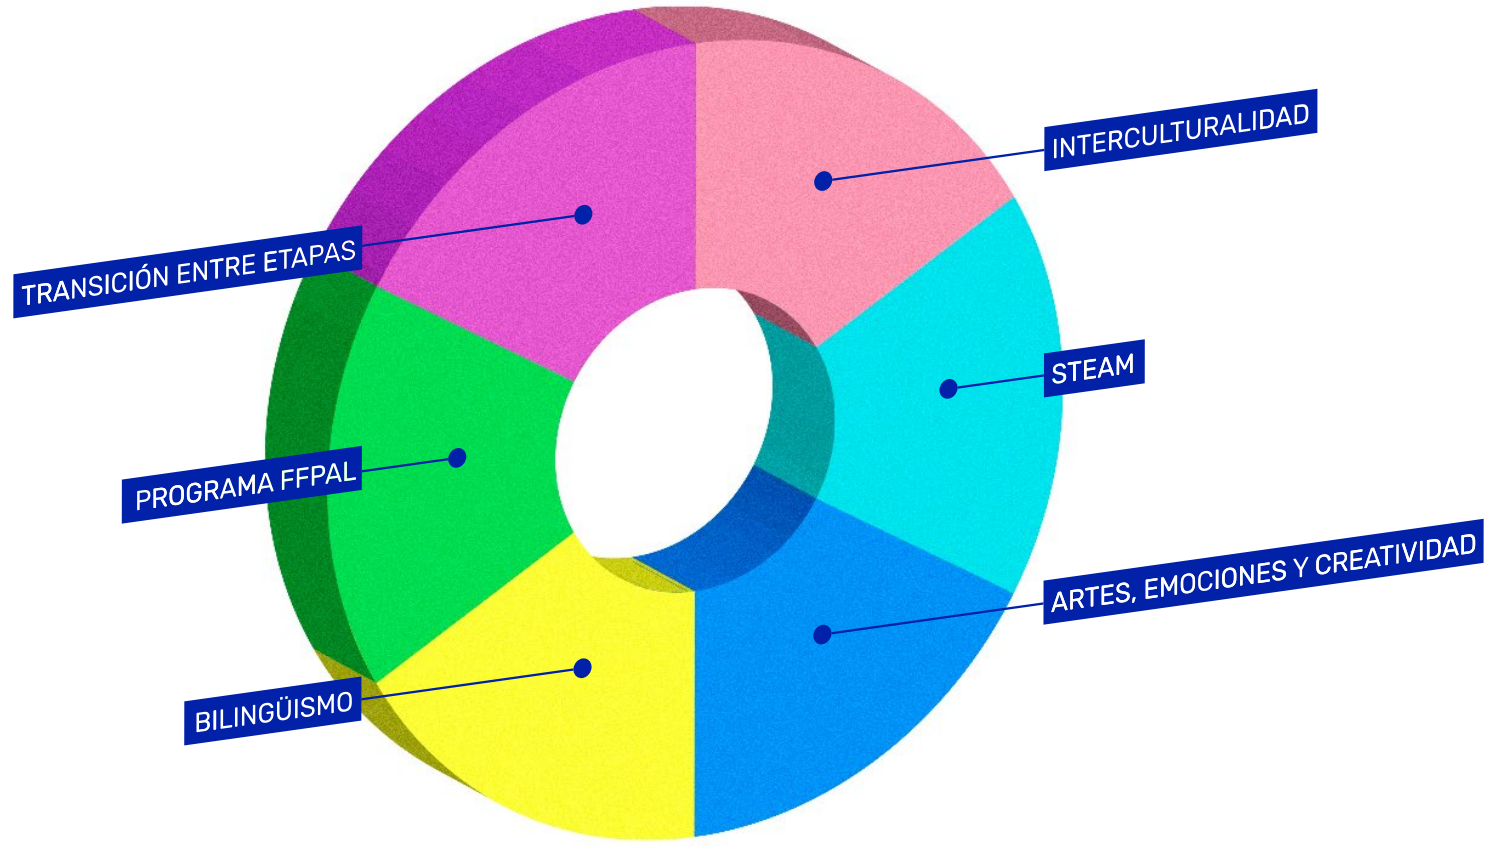 INTERCULTURALIDAD
TRANSICIÓN ENTRE ETAPAS
STEAM
PROGRAMA FFPAL
ARTES, EMOCIONES Y CREATIVIDAD
BILINGÜISMO